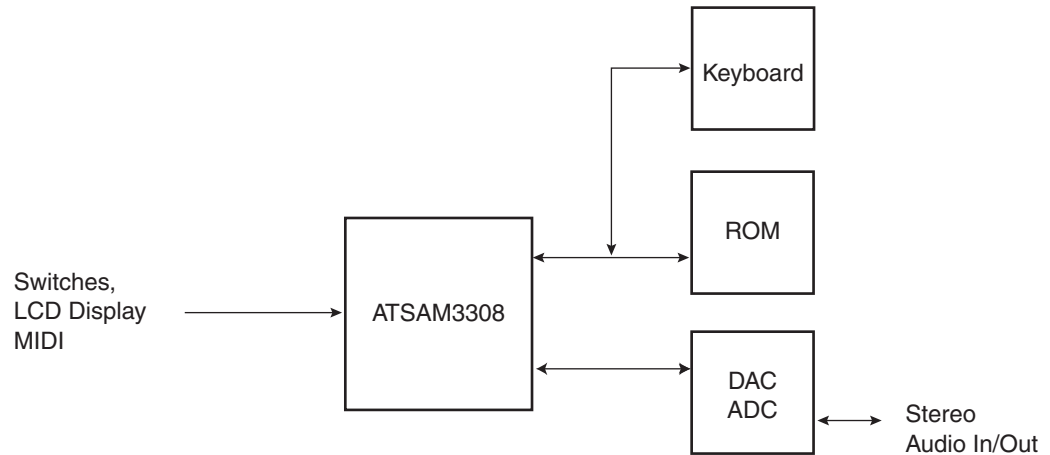 Keyboard
ROM
Switches,
LCD Display
MIDI
ATSAM3308
DAC
ADC
Stereo
Audio In/Out